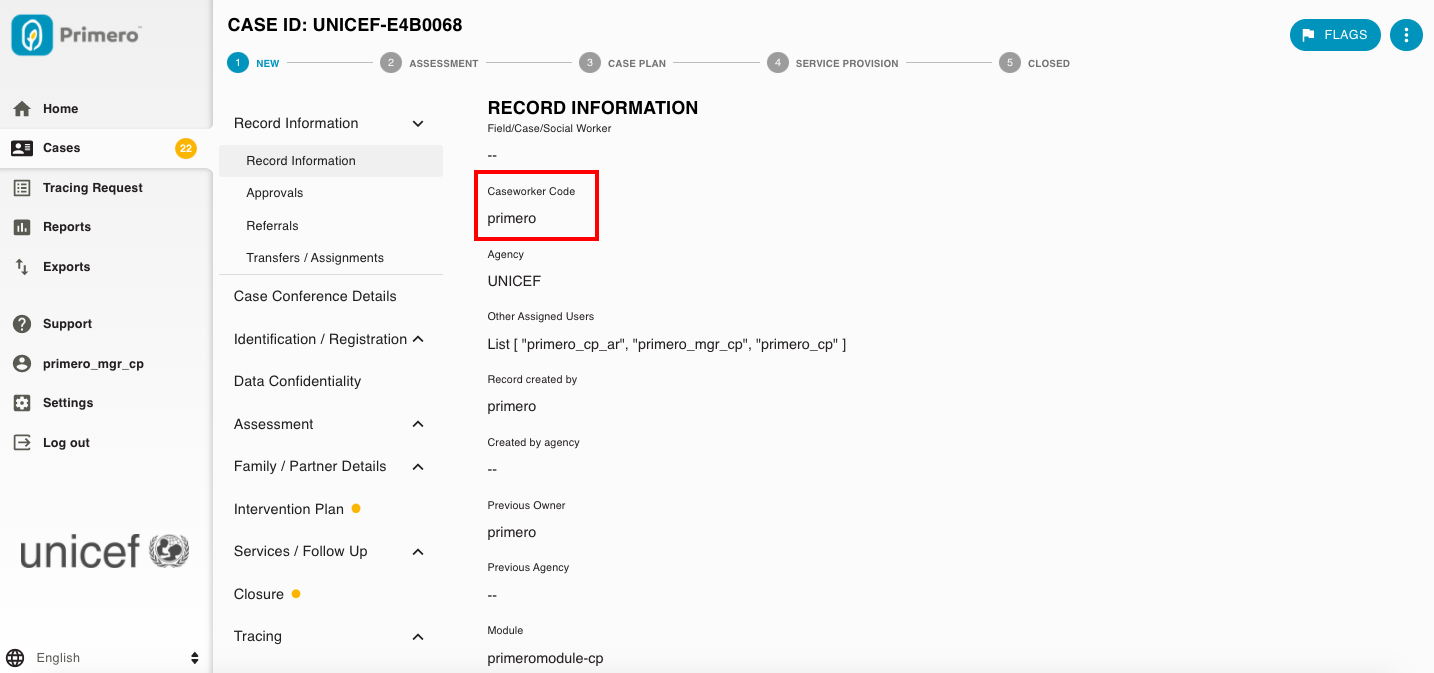 Primero™
Home
Cases
22
Tracing Request
Reports
Exports
Support
primero_mgr_cp
Settings
Log out
unicef
English
CASE ID: UNICEF-E4B0068
FLAGS
1 NEW
2 ASSESSMENT
3 CASE PLAN
4 SERVICE PROVISION
5 CLOSED
Record Information
Record Information
Approvals
Referrals
Transfers / Assignments
Case Conference Details
Identification / Registration
Data Confidentiality
Assessment
Family / Partner Details
Intervention Plan
Services / Follow Up
Closure
Tracing
RECORD INFORMATION
Field/Case/Social Worker
--
Caseworker Code
primero
Agency
UNICEF
Other Assigned Users
List [ "primero_cp_ar", "primero_mgr_cp", "primero_cp" ]
Record created by
primero
Created by agency
--
Previous Owner
primero
Previous Agency
--
Module
primeromodule-cp